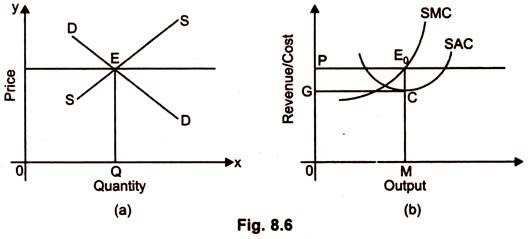 y
D
S
E
Price
S
D
0
Q
x
Quantity
(a)
SMC
E0
SAC
P
Revenue/Cost
G
C
0
M
Output
(b)
Fig. 8.6